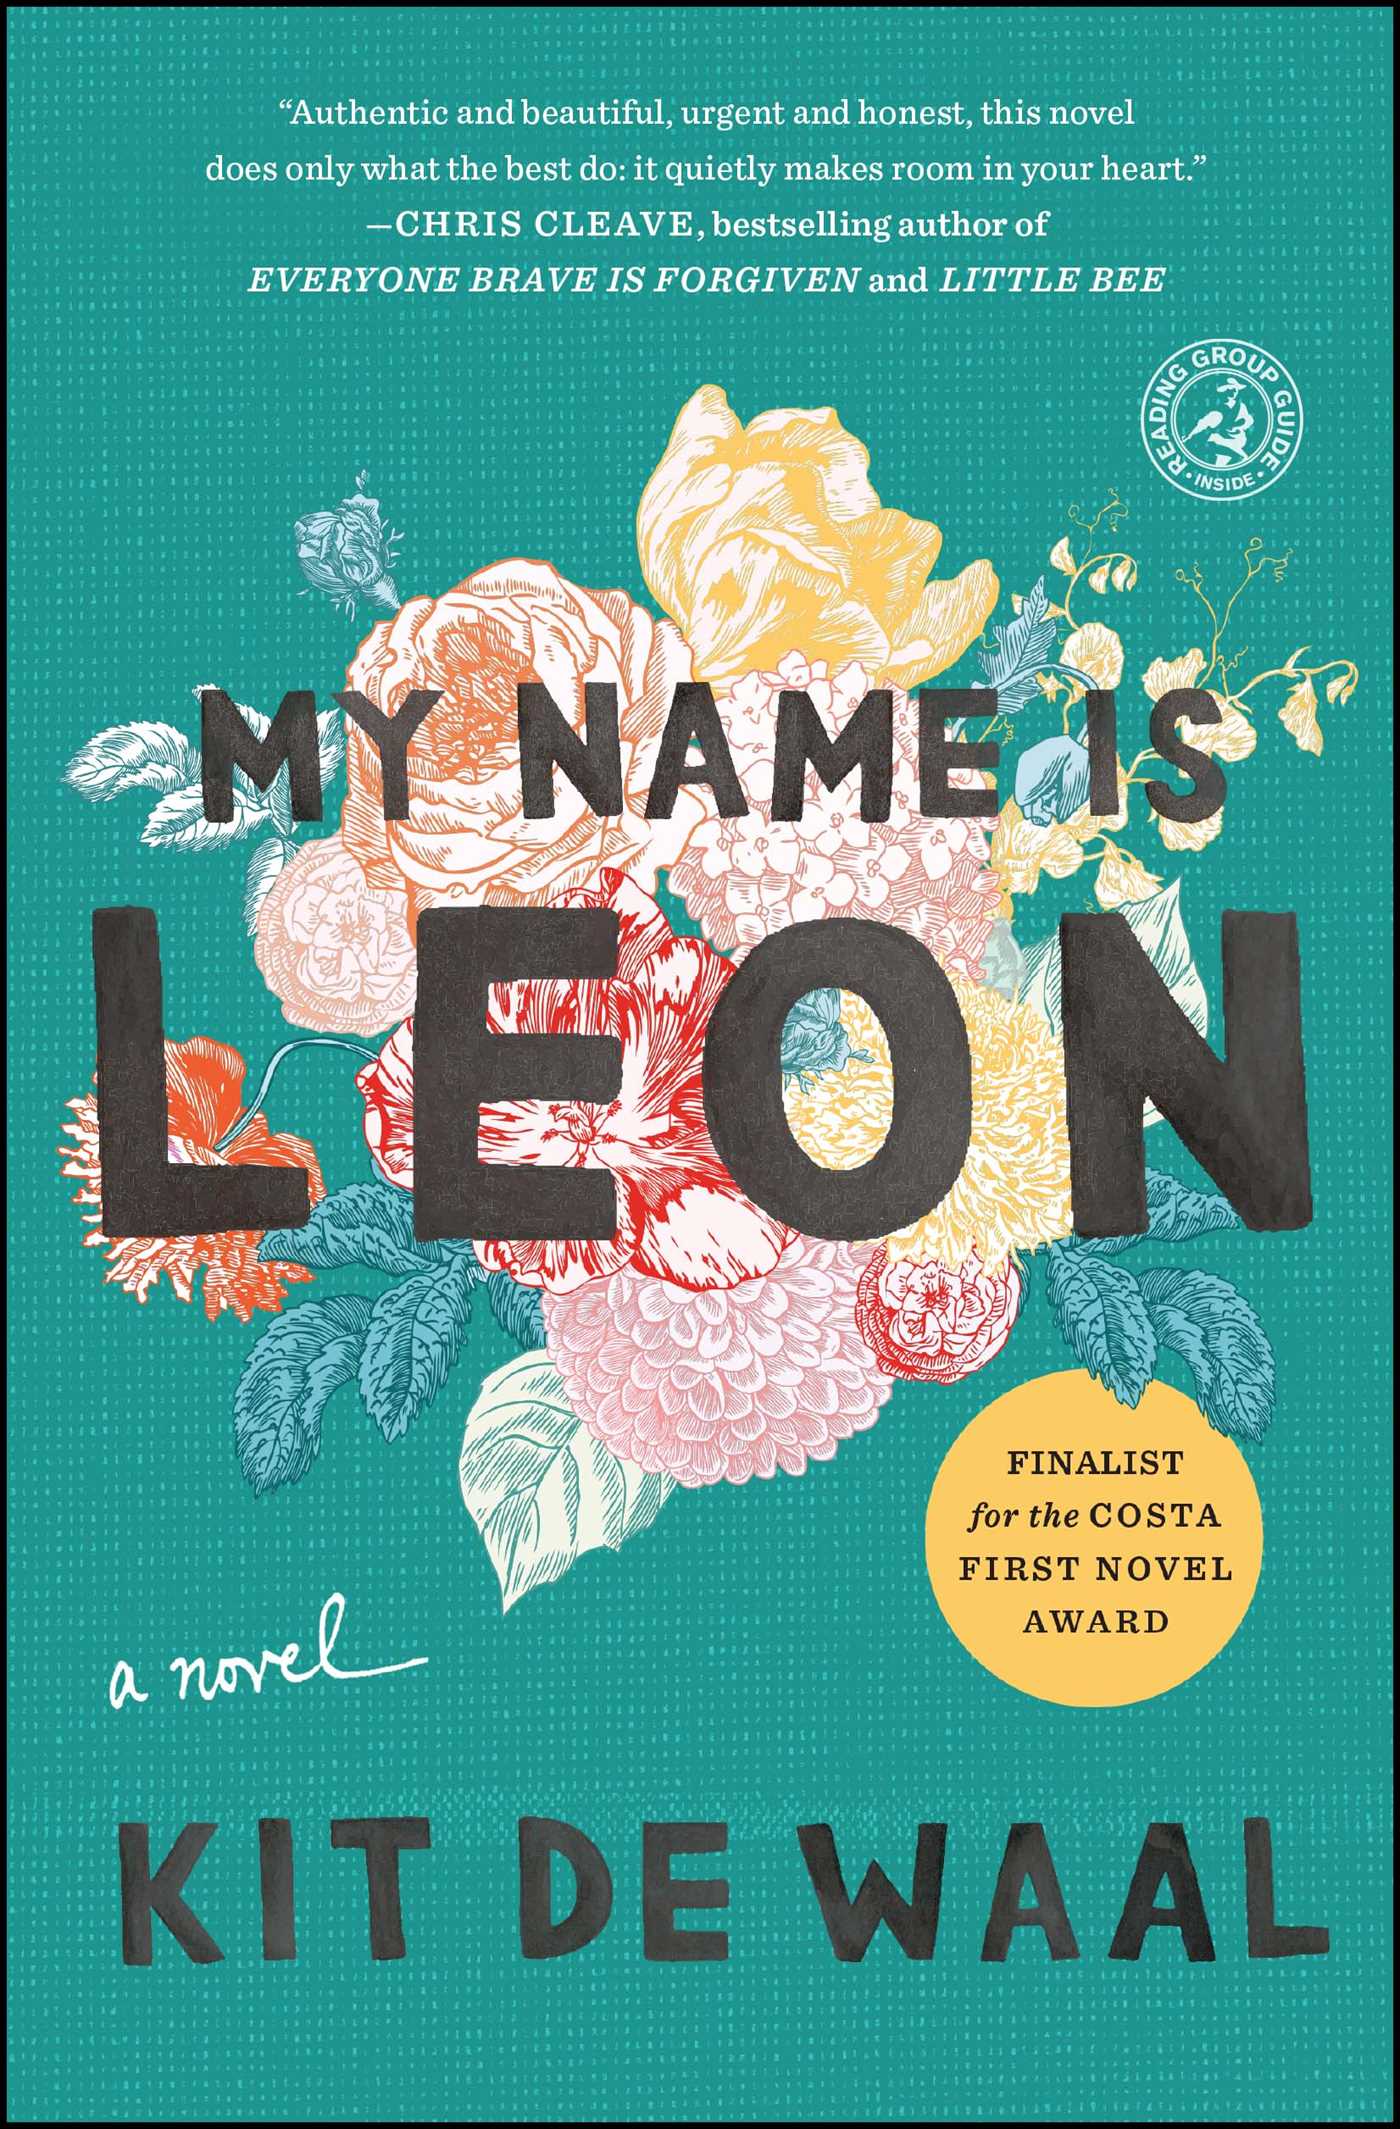 “Authentic and beautiful, urgent and honest, this novel
does only what the best do: it quietly makes room in your heart.”
—CHRIS CLEAVE, bestselling author of
EVERYONE BRAVE IS FORGIVEN and LITTLE BEE
READING GROUP GUIDE
• INSIDE •
MY NAME IS
LEON
FINALIST
for the COSTA
FIRST NOVEL
AWARD
a novel
KIT DE WAAL